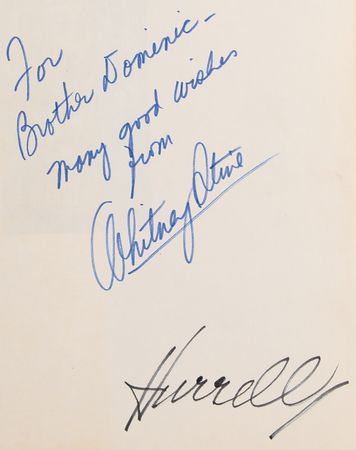 For
Brother Dominic-
many good wishes
from
Whitney Stine
Hurrell